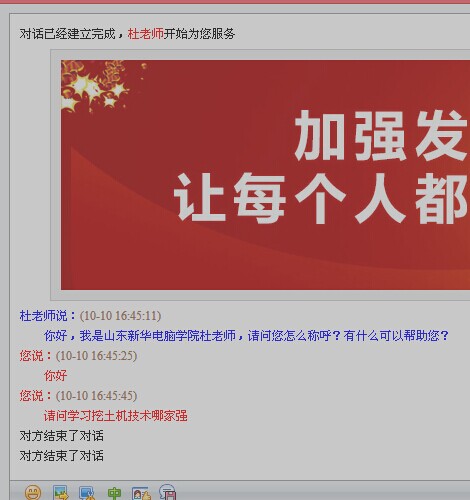 对话已经建立完成，杜老师开始为您服务
加强发
让每个人都
杜老师说：(10-10 16:45:11)
你好，我是山东新华电脑学院杜老师，请问您怎么称呼？有什么可以帮助您？
您说：(10-10 16:45:25)
你好
您说：(10-10 16:45:45)
请问学习挖土机技术哪家强
对方结束了对话
对方结束了对话